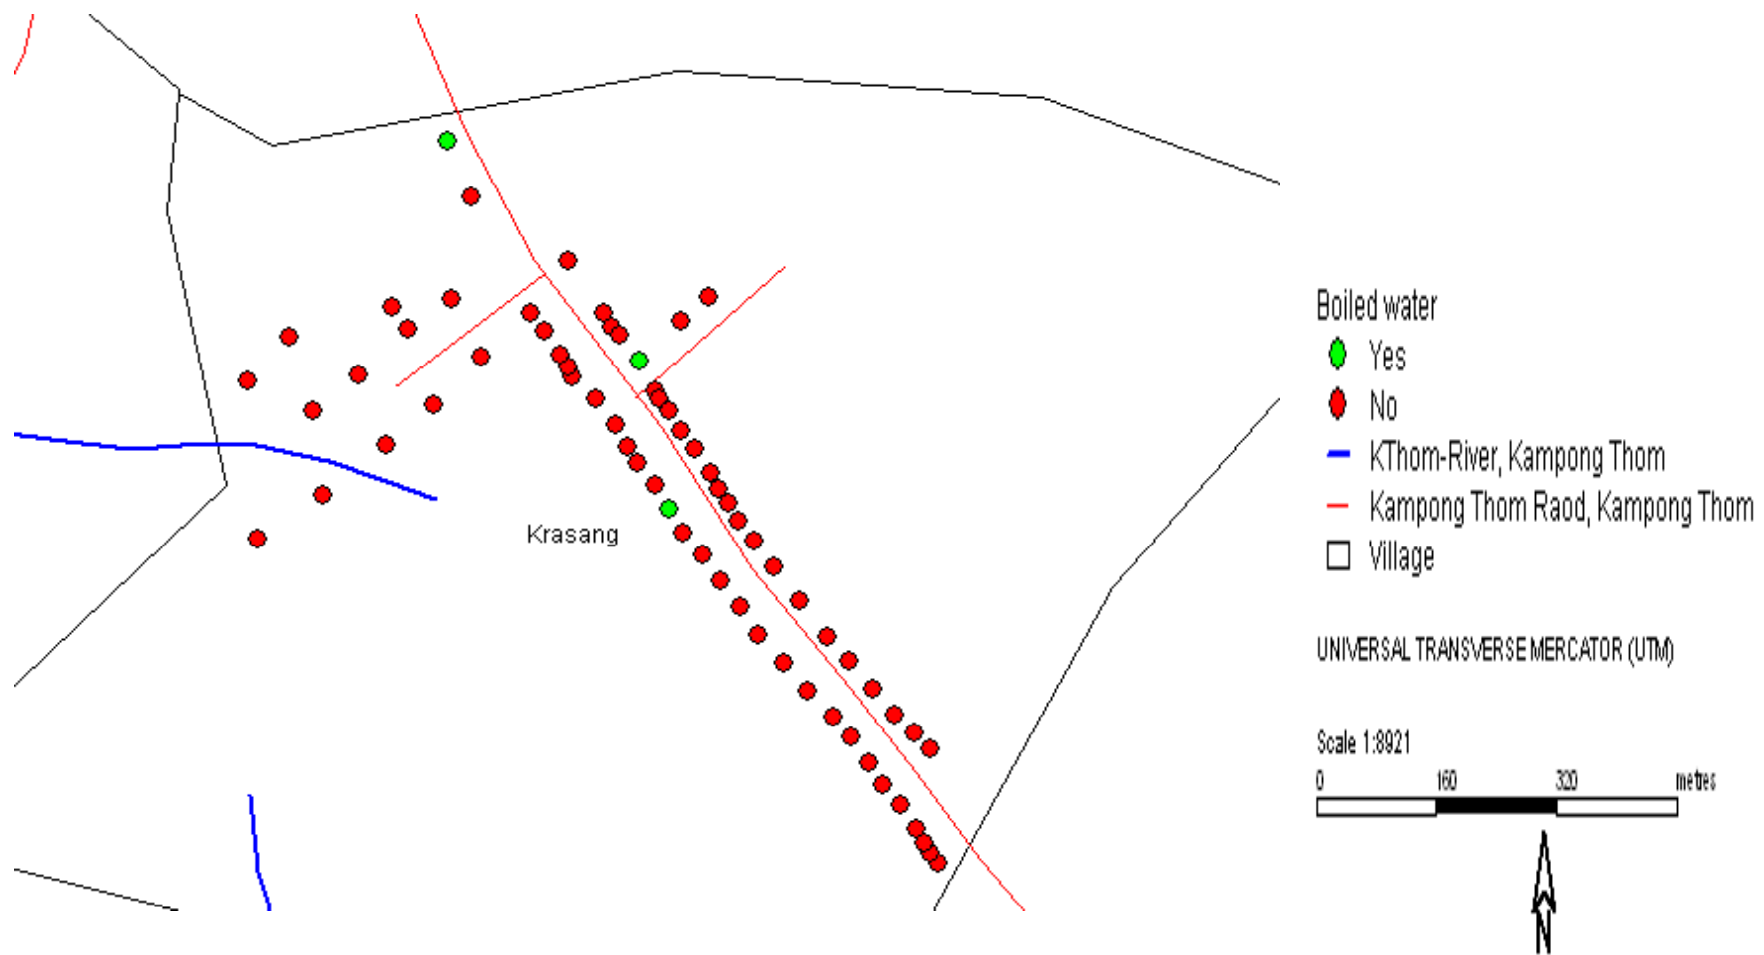 Krasang
Boiled water
Yes
No
KThom-River, Kampong Thom
Kampong Thom Raod, Kampong Thom
Village
UNIVERSAL TRANSVERSE MERCATOR (UTM)
Scale 1:8921
0 160 320 metres
N